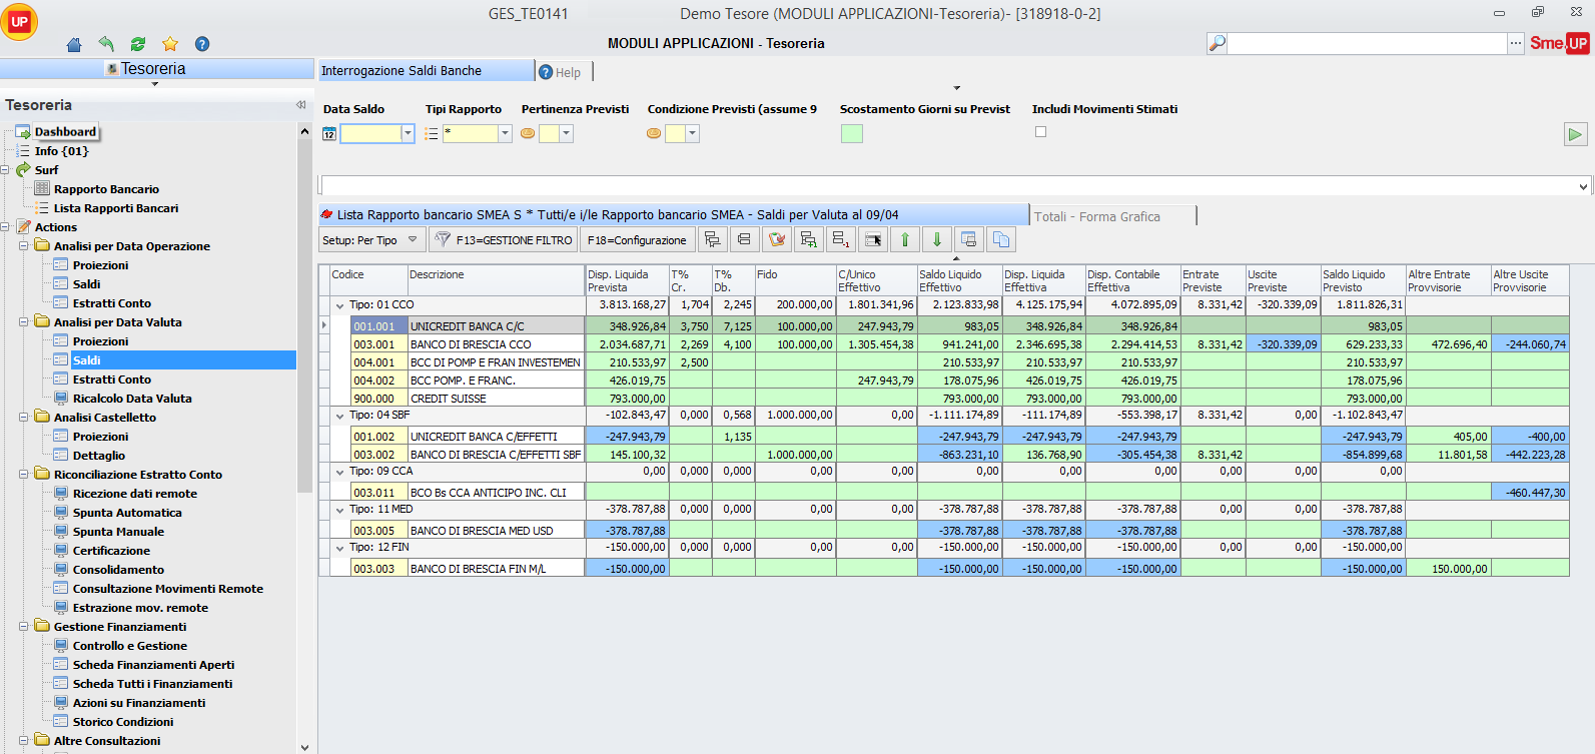 GES_TE0141
Demo Tesore (MODULI APPLICAZIONI-Tesoreria)- [318918-0-2]
UP
MODULI APPLICAZIONI - Tesoreria
Sme.UP
Tesoreria
Tesoreria
Dashboard
Info {01}
Surf
Rapporto Bancario
Lista Rapporti Bancari
Actions
Analisi per Data Operazione
Proiezioni
Saldi
Estratti Conto
Analisi per Data Valuta
Proiezioni
Saldi
Estratti Conto
Ricalcolo Data Valuta
Analisi Castelletto
Proiezioni
Dettaglio
Riconciliazione Estratto Conto
Ricezione dati remote
Spunta Automatica
Spunta Manuale
Certificazione
Consolidamento
Consultazione Movimenti Remote
Estrazione mov. remote
Gestione Finanziamenti
Controllo e Gestione
Scheda Finanziamenti Aperti
Scheda Tutti i Finanziamenti
Azioni su Finanziamenti
Storico Condizioni
Altre Consultazioni
Interrogazione Saldi Banche Help
Data Saldo Tipi Rapporto Pertinenza Previsti Condizione Previsti (assume 9 Scostamento Giorni su Previst Includi Movimenti Stimati
12 *
Lista Rapporto bancario SMEA S * Tutti/e i/le Rapporto bancario SMEA - Saldi per Valuta al 09/04 Totali - Forma Grafica
Setup: Per Tipo F13=GESTIONE FILTRO F18=Configurazione
Codice Descrizione Disp. Liquida Prevista T% Cr. T% Db. Fido C/Unico Effettivo Saldo Liquido Effettivo Disp. Liquida Effettiva Disp. Contabile Effettiva Entrate Previste Uscite Previste Saldo Liquido Previsto Altre Entrate Provvisorie Altre Uscite Provvisorie
Tipo: 01 CCO 3.813.168,27 1,704 2,245 200.000,00 1.801.341,96 2.123.833,98 4.125.175,94 4.072.895,09 8.331,42 -320.339,09 1.811.826,31
001.001 UNICREDIT BANCA C/C 348.926,84 3,750 7,125 100.000,00 247.943,79 983,05 348.926,84 348.926,84 983,05
003.001 BANCO DI BRESCIA CCO 2.034.687,71 2,269 4,100 100.000,00 1.305.454,38 941.241,00 2.346.695,38 2.294.414,53 8.331,42 -320.339,09 629.233,33 472.696,40 -244.060,74
004.001 BCC DI POMP E FRAN INVESTEMEN 210.533,97 2,500 210.533,97 210.533,97 210.533,97 210.533,97
004.002 BCC POMP. E FRANC. 426.019,75 247.943,79 178.075,96 426.019,75 426.019,75 178.075,96
900.000 CREDIT SUISSE 793.000,00 793.000,00 793.000,00 793.000,00 793.000,00
Tipo: 04 SBF -102.843,47 0,000 0,568 1.000.000,00 0,00 -1.111.174,89 -111.174,89 -553.398,17 8.331,42 0,00 -1.102.843,47
001.002 UNICREDIT BANCA C/EFFETTI -247.943,79 1,135 -247.943,79 -247.943,79 -247.943,79 -247.943,79 405,00 -400,00
003.002 BANCO DI BRESCIA C/EFFETTI SBF 145.100,32 1.000.000,00 -863.231,10 136.768,90 -305.454,38 8.331,42 -854.899,68 11.801,58 -442.223,28
Tipo: 09 CCA 0,00 0,000 0,000 0,00 0,00 0,00 0,00 0,00 0,00 0,00 0,00
003.011 BCO Bs CCA ANTICIPO INC. CLI -460.447,30
Tipo: 11 MED -378.787,88 0,000 0,000 0,00 0,00 -378.787,88 -378.787,88 -378.787,88 0,00 0,00 -378.787,88
003.005 BANCO DI BRESCIA MED USD -378.787,88 -378.787,88 -378.787,88 -378.787,88 -378.787,88
Tipo: 12 FIN -150.000,00 0,000 0,000 0,00 0,00 -150.000,00 -150.000,00 -150.000,00 0,00 0,00 -150.000,00
003.003 BANCO DI BRESCIA FIN M/L -150.000,00 -150.000,00 -150.000,00 -150.000,00 -150.000,00 150.000,00